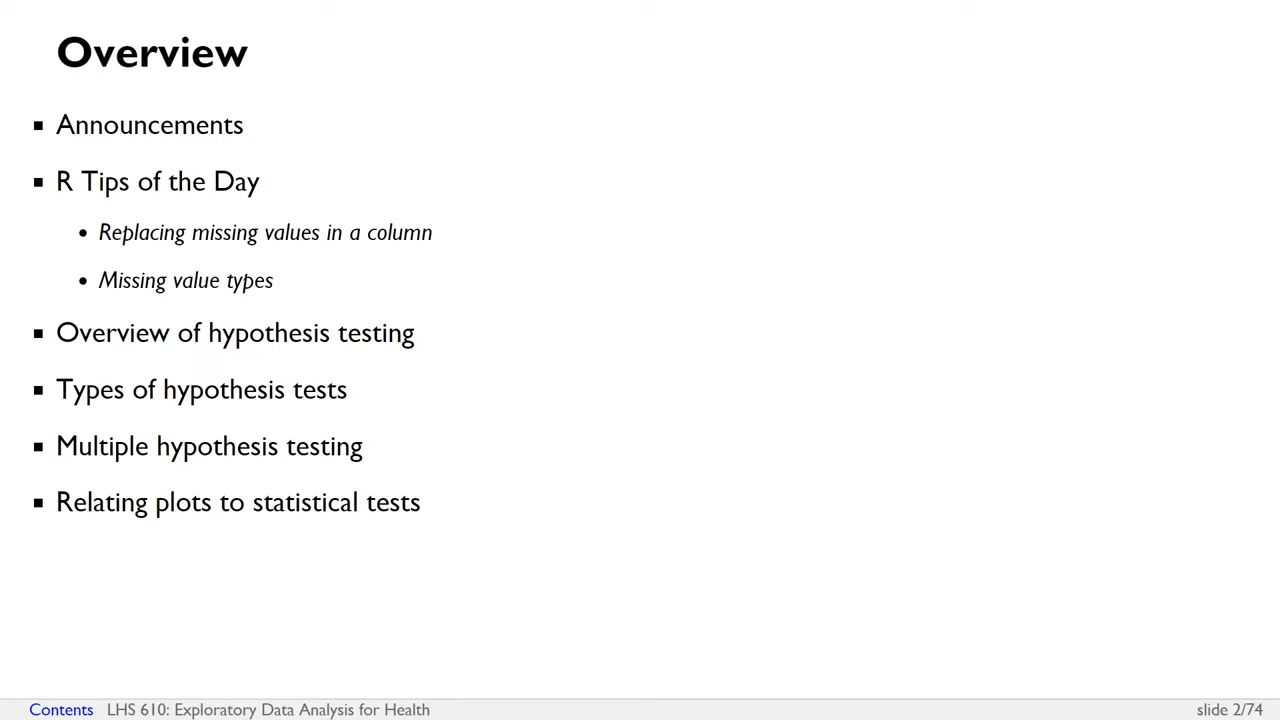 Overview
Announcements
R Tips of the Day
Replacing missing values in a column
Missing value types
Overview of hypothesis testing
Types of hypothesis tests
Multiple hypothesis testing
Relating plots to statistical tests
Contents LHS 610: Exploratory Data Analysis for Health slide 2/74